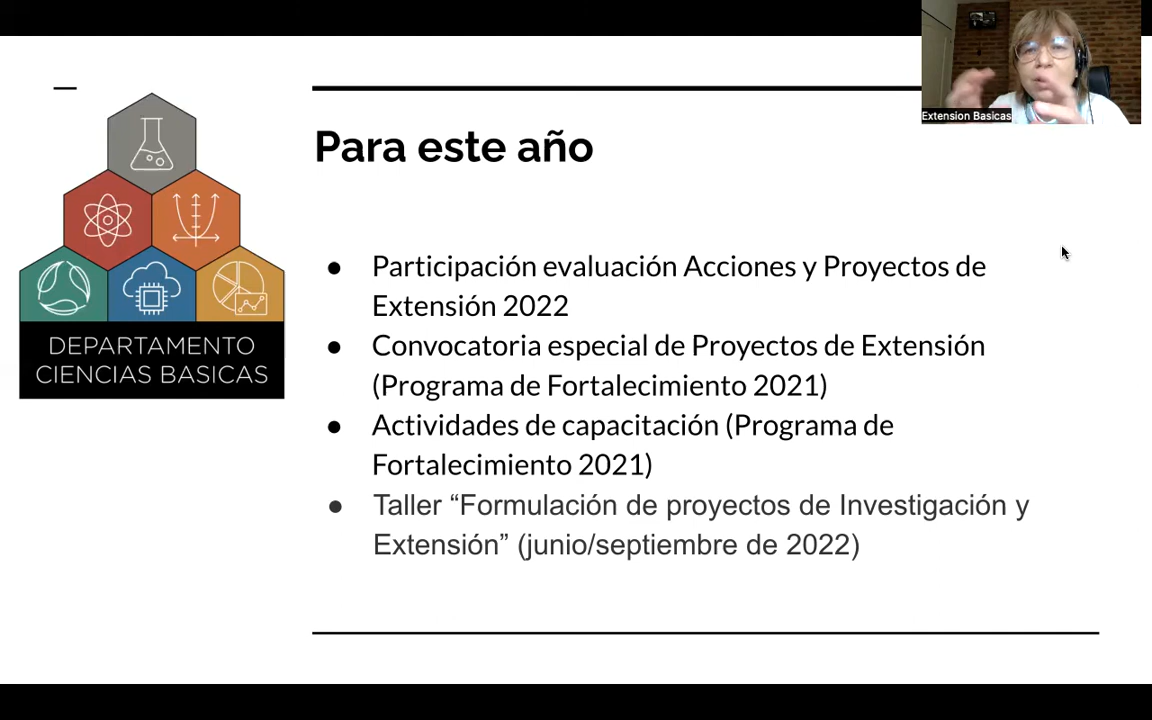 Extension Basicas
Para este año
DEPARTAMENTO
CIENCIAS BASICAS
● Participación evaluación Acciones y Proyectos de
Extensión 2022
● Convocatoria especial de Proyectos de Extensión
(Programa de Fortalecimiento 2021)
● Actividades de capacitación (Programa de
Fortalecimiento 2021)
● Taller “Formulación de proyectos de Investigación y
Extensión” (junio/septiembre de 2022)